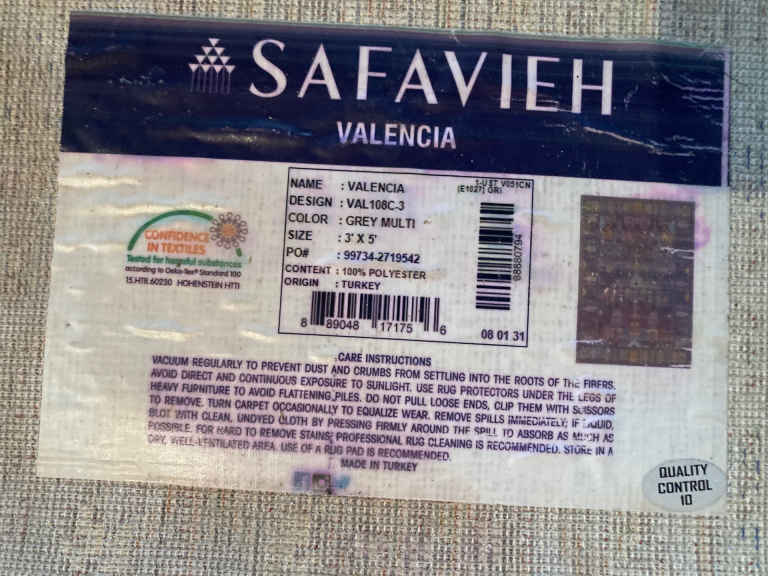 SAFAVIEH
VALENCIA
NAME : VALENCIA
DESIGN : VAL108C-3
COLOR : GREY MULTI
SIZE : 3' X 5'
PO# : 99734-2719542
CONTENT : 100% POLYESTER
ORIGIN : TURKEY
8 89048 17175 6
1-U ST V051CN
(E1027) GRI
88880794
08 01 31
CONFIDENCE
IN TEXTILES
Tested for harmful substances
according to Oeko-Tex® Standard 100
15.HTR.60230 HOHENSTEIN HTTI
CARE INSTRUCTIONS
VACUUM REGULARLY TO PREVENT DUST AND CRUMBS FROM SETTLING INTO THE ROOTS OF THE FIBERS.
AVOID DIRECT AND CONTINUOUS EXPOSURE TO SUNLIGHT. USE RUG PROTECTORS UNDER THE LEGS OF
HEAVY FURNITURE TO AVOID FLATTENING PILES. DO NOT PULL LOOSE ENDS, CLIP THEM WITH SCISSORS
TO REMOVE. TURN CARPET OCCASIONALLY TO EQUALIZE WEAR. REMOVE SPILLS IMMEDIATELY; IF LIQUID,
BLOT WITH CLEAN, UNDYED CLOTH BY PRESSING FIRMLY AROUND THE SPILL TO ABSORB AS MUCH AS
POSSIBLE. FOR HARD TO REMOVE STAINS PROFESSIONAL RUG CLEANING IS RECOMMENDED. STORE IN A
DRY, WELL-VENTILATED AREA. USE OF A RUG PAD IS RECOMMENDED.
MADE IN TURKEY
QUALITY
CONTROL
10